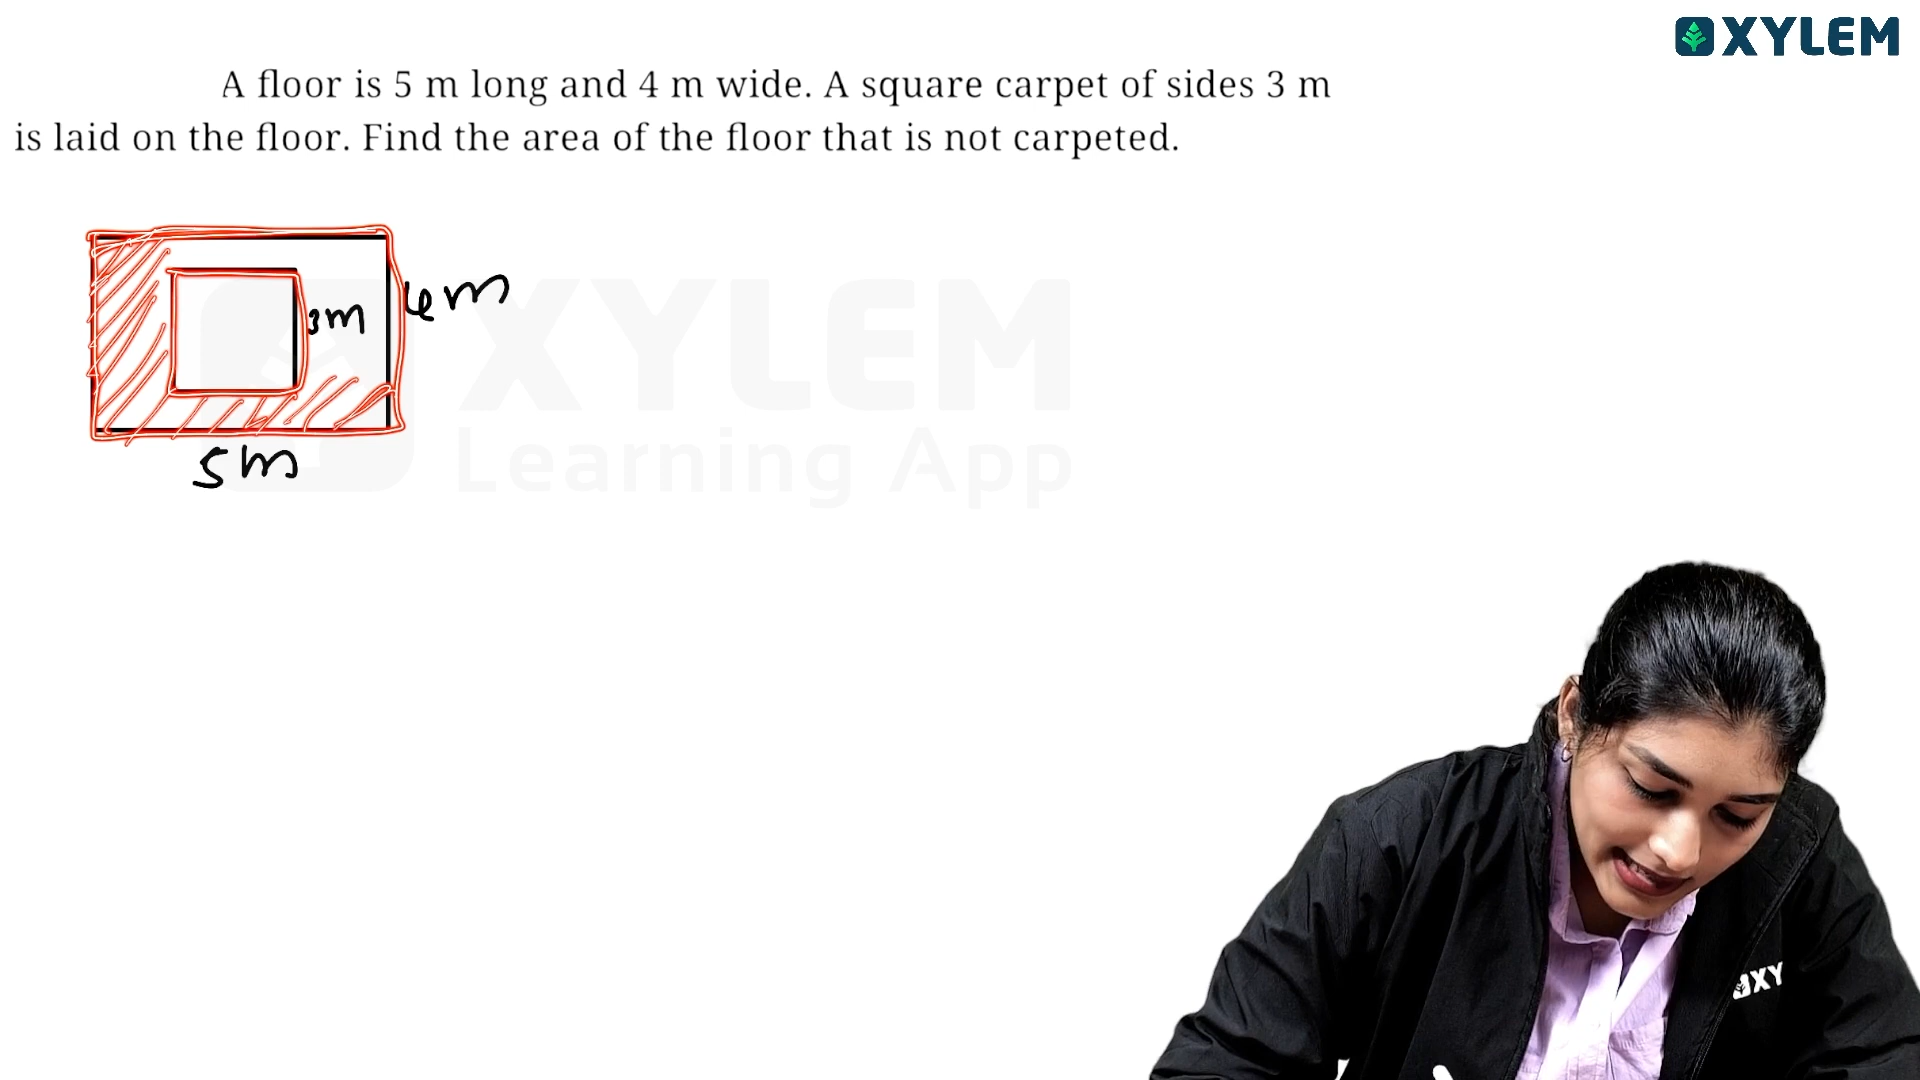 XYLEM
A floor is 5 m long and 4 m wide. A square carpet of sides 3 m
is laid on the floor. Find the area of the floor that is not carpeted.
3m
4m
5m
XYLEM
Learning App
XY